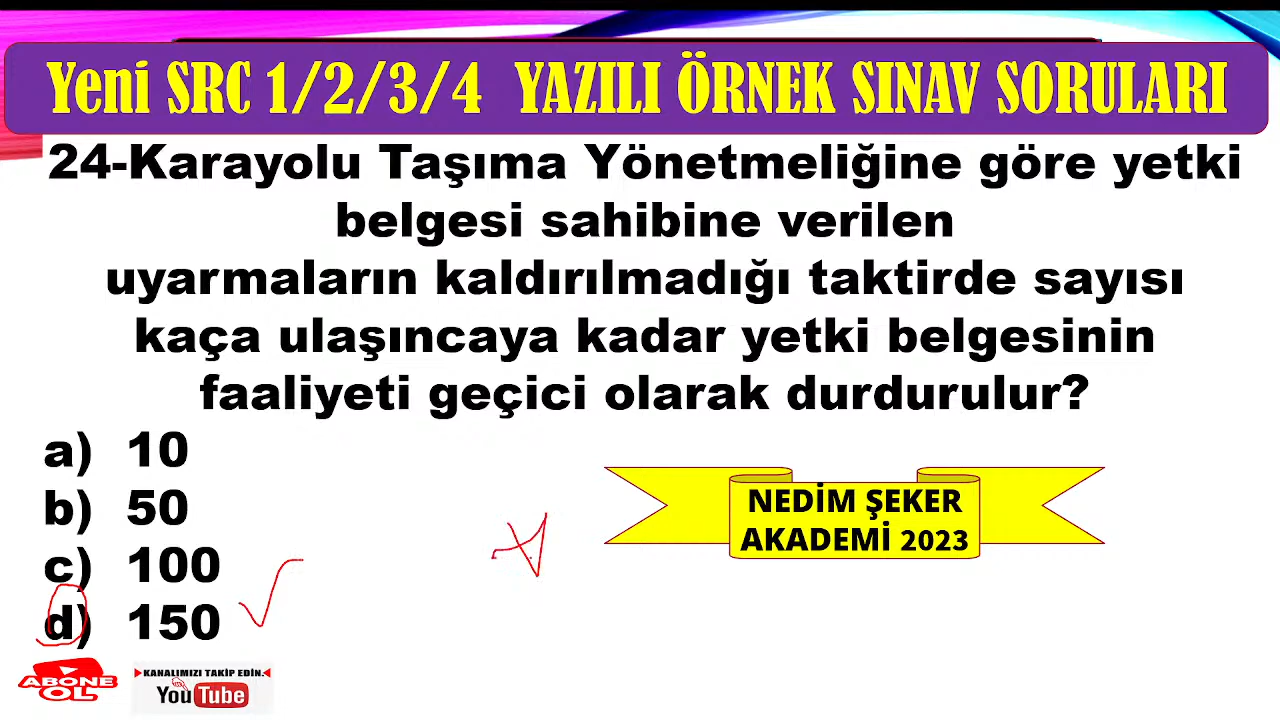 Yeni SRC 1/2/3/4 YAZILI ÖRNEK SINAV SORULARI
24-Karayolu Taşıma Yönetmeliğine göre yetki
belgesi sahibine verilen
uyarmaların kaldırılmadığı taktirde sayısı
kaça ulaşıncaya kadar yetki belgesinin
faaliyeti geçici olarak durdurulur?
a) 10
b) 50
c) 100
d) 150
NEDİM ŞEKER
AKADEMİ 2023
ABONE
OL
KANALIMIZI TAKİP EDİN.
YouTube